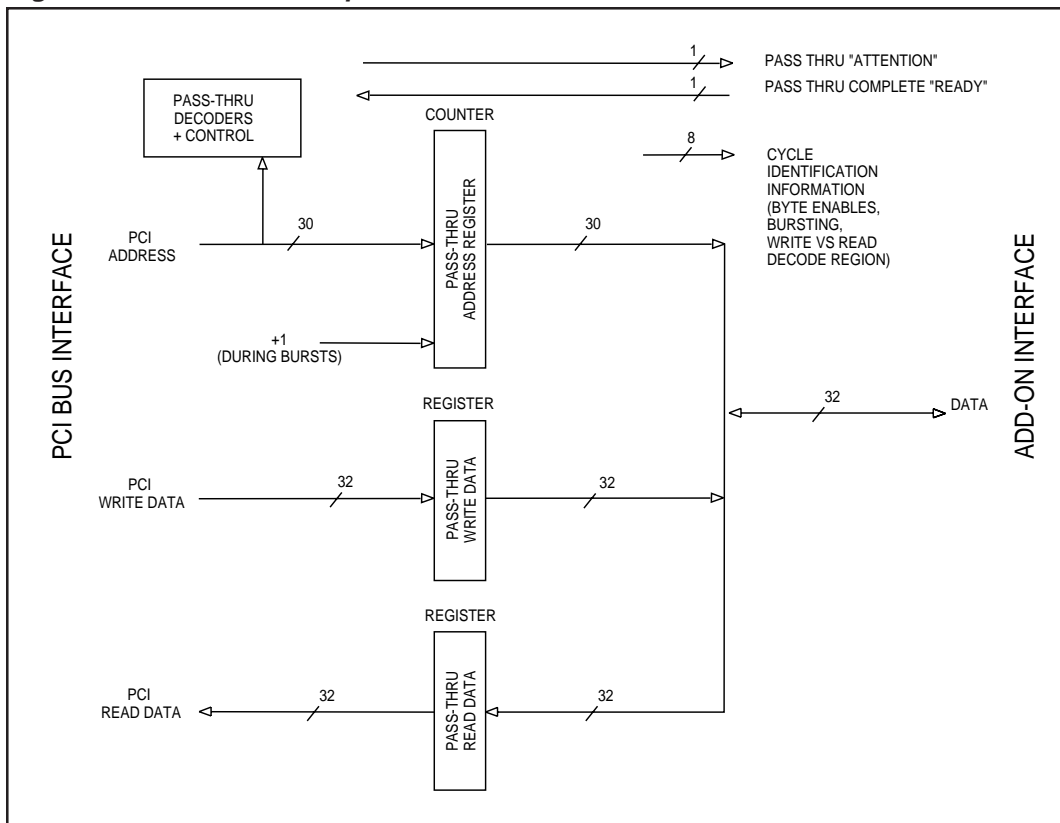 1
PASS THRU "ATTENTION"
1
PASS THRU COMPLETE "READY"
PASS-THRU
DECODERS
+ CONTROL
COUNTER
8
CYCLE
IDENTIFICATION
INFORMATION
(BYTE ENABLES,
BURSTING,
WRITE VS READ
DECODE REGION)
PCI BUS INTERFACE
PCI
ADDRESS
30
PASS-THRU
ADDRESS REGISTER
30
+1
(DURING BURSTS)
REGISTER
32
DATA
ADD-ON INTERFACE
PCI
WRITE DATA
32
PASS-THRU
WRITE DATA
32
REGISTER
PCI
READ DATA
32
PASS-THRU
READ DATA
32